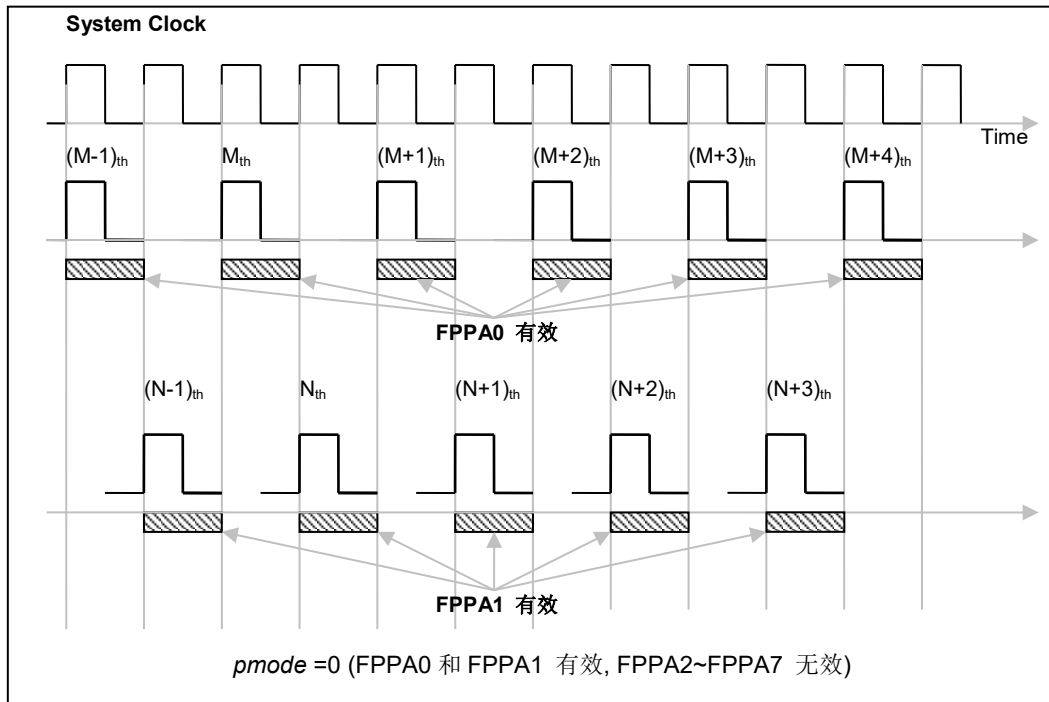 System Clock
Time
(M-1)th Mth (M+1)th (M+2)th (M+3)th (M+4)th
FPPA0 有效
(N-1)th Nth (N+1)th (N+2)th (N+3)th
FPPA1 有效
pmode =0 (FPPA0 和 FPPA1 有效, FPPA2~FPPA7 无效)